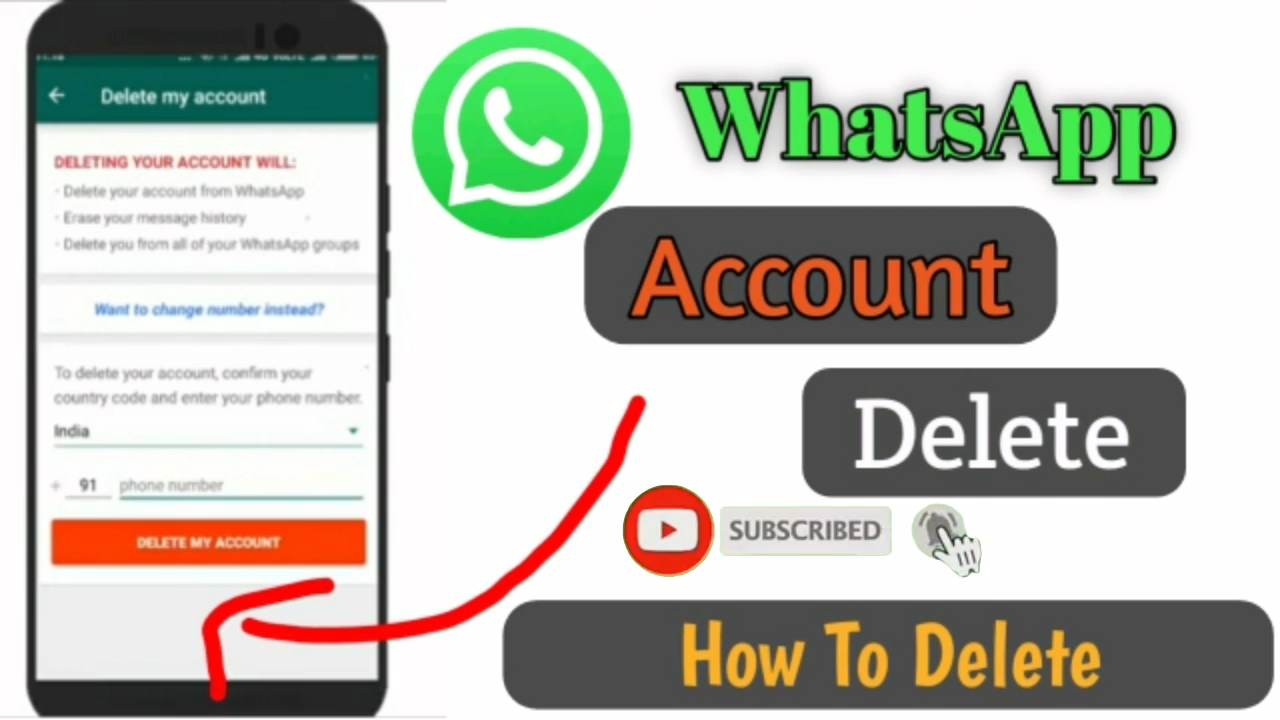 Delete my account
DELETING YOUR ACCOUNT WILL:
· Delete your account from WhatsApp
· Erase your message history
· Delete you from all of your WhatsApp groups
Want to change number instead?
To delete your account, confirm your
country code and enter your phone number.
India
+ 91 phone number
DELETE MY ACCOUNT
WhatsApp
Account
Delete
SUBSCRIBED
How To Delete